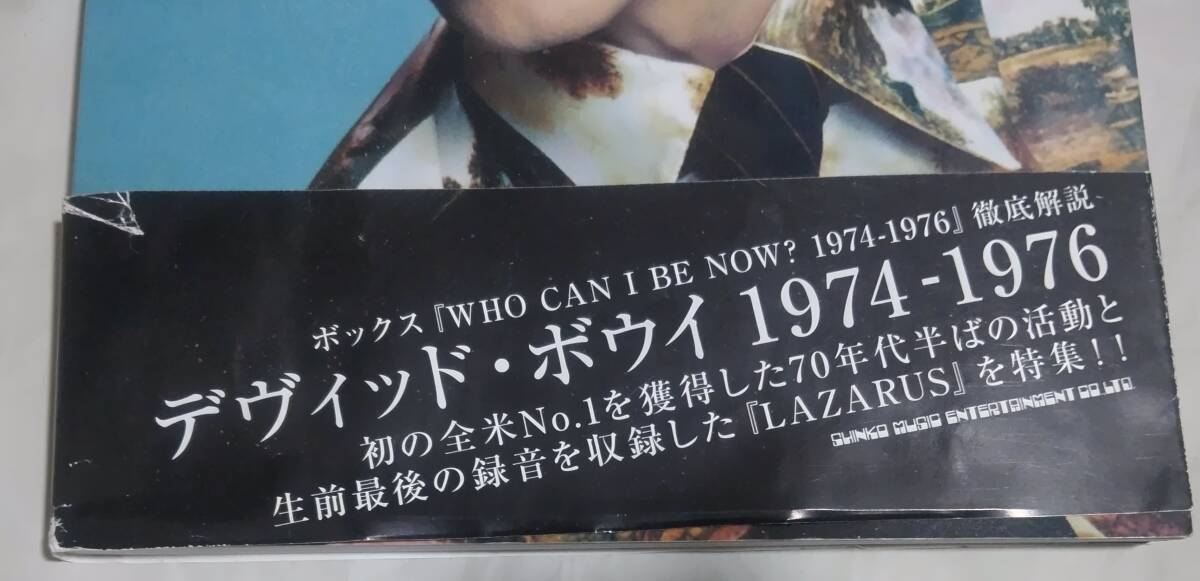 ボックス『WHO CAN I BE NOW? 1974-1976』徹底解説
デヴィッド・ボウイ 1974-1976
初の全米No.1を獲得した70年代半ばの活動と
生前最後の録音を収録した『LAZARUS』を特集!!
SHINKO MUSIC ENTERTAINMENT CO LTD.